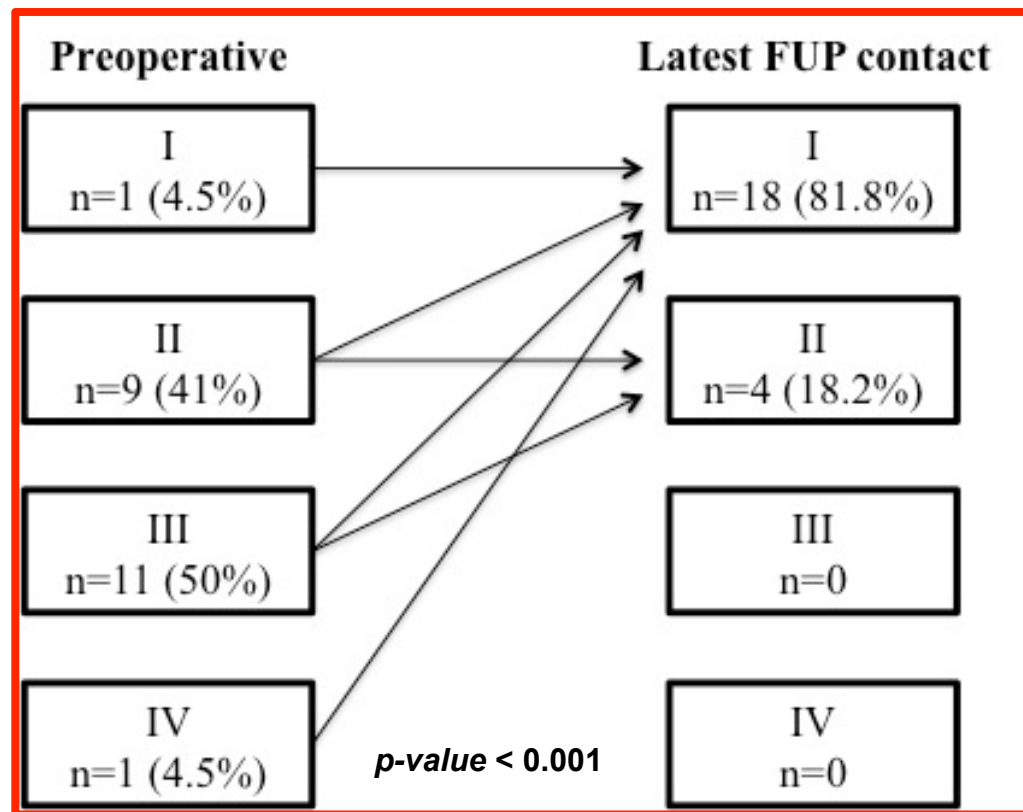 Preoperative
Latest FUP contact
I
n=1 (4.5%)
I
n=18 (81.8%)
II
n=9 (41%)
II
n=4 (18.2%)
III
n=11 (50%)
III
n=0
IV
n=1 (4.5%)
IV
n=0
p-value < 0.001